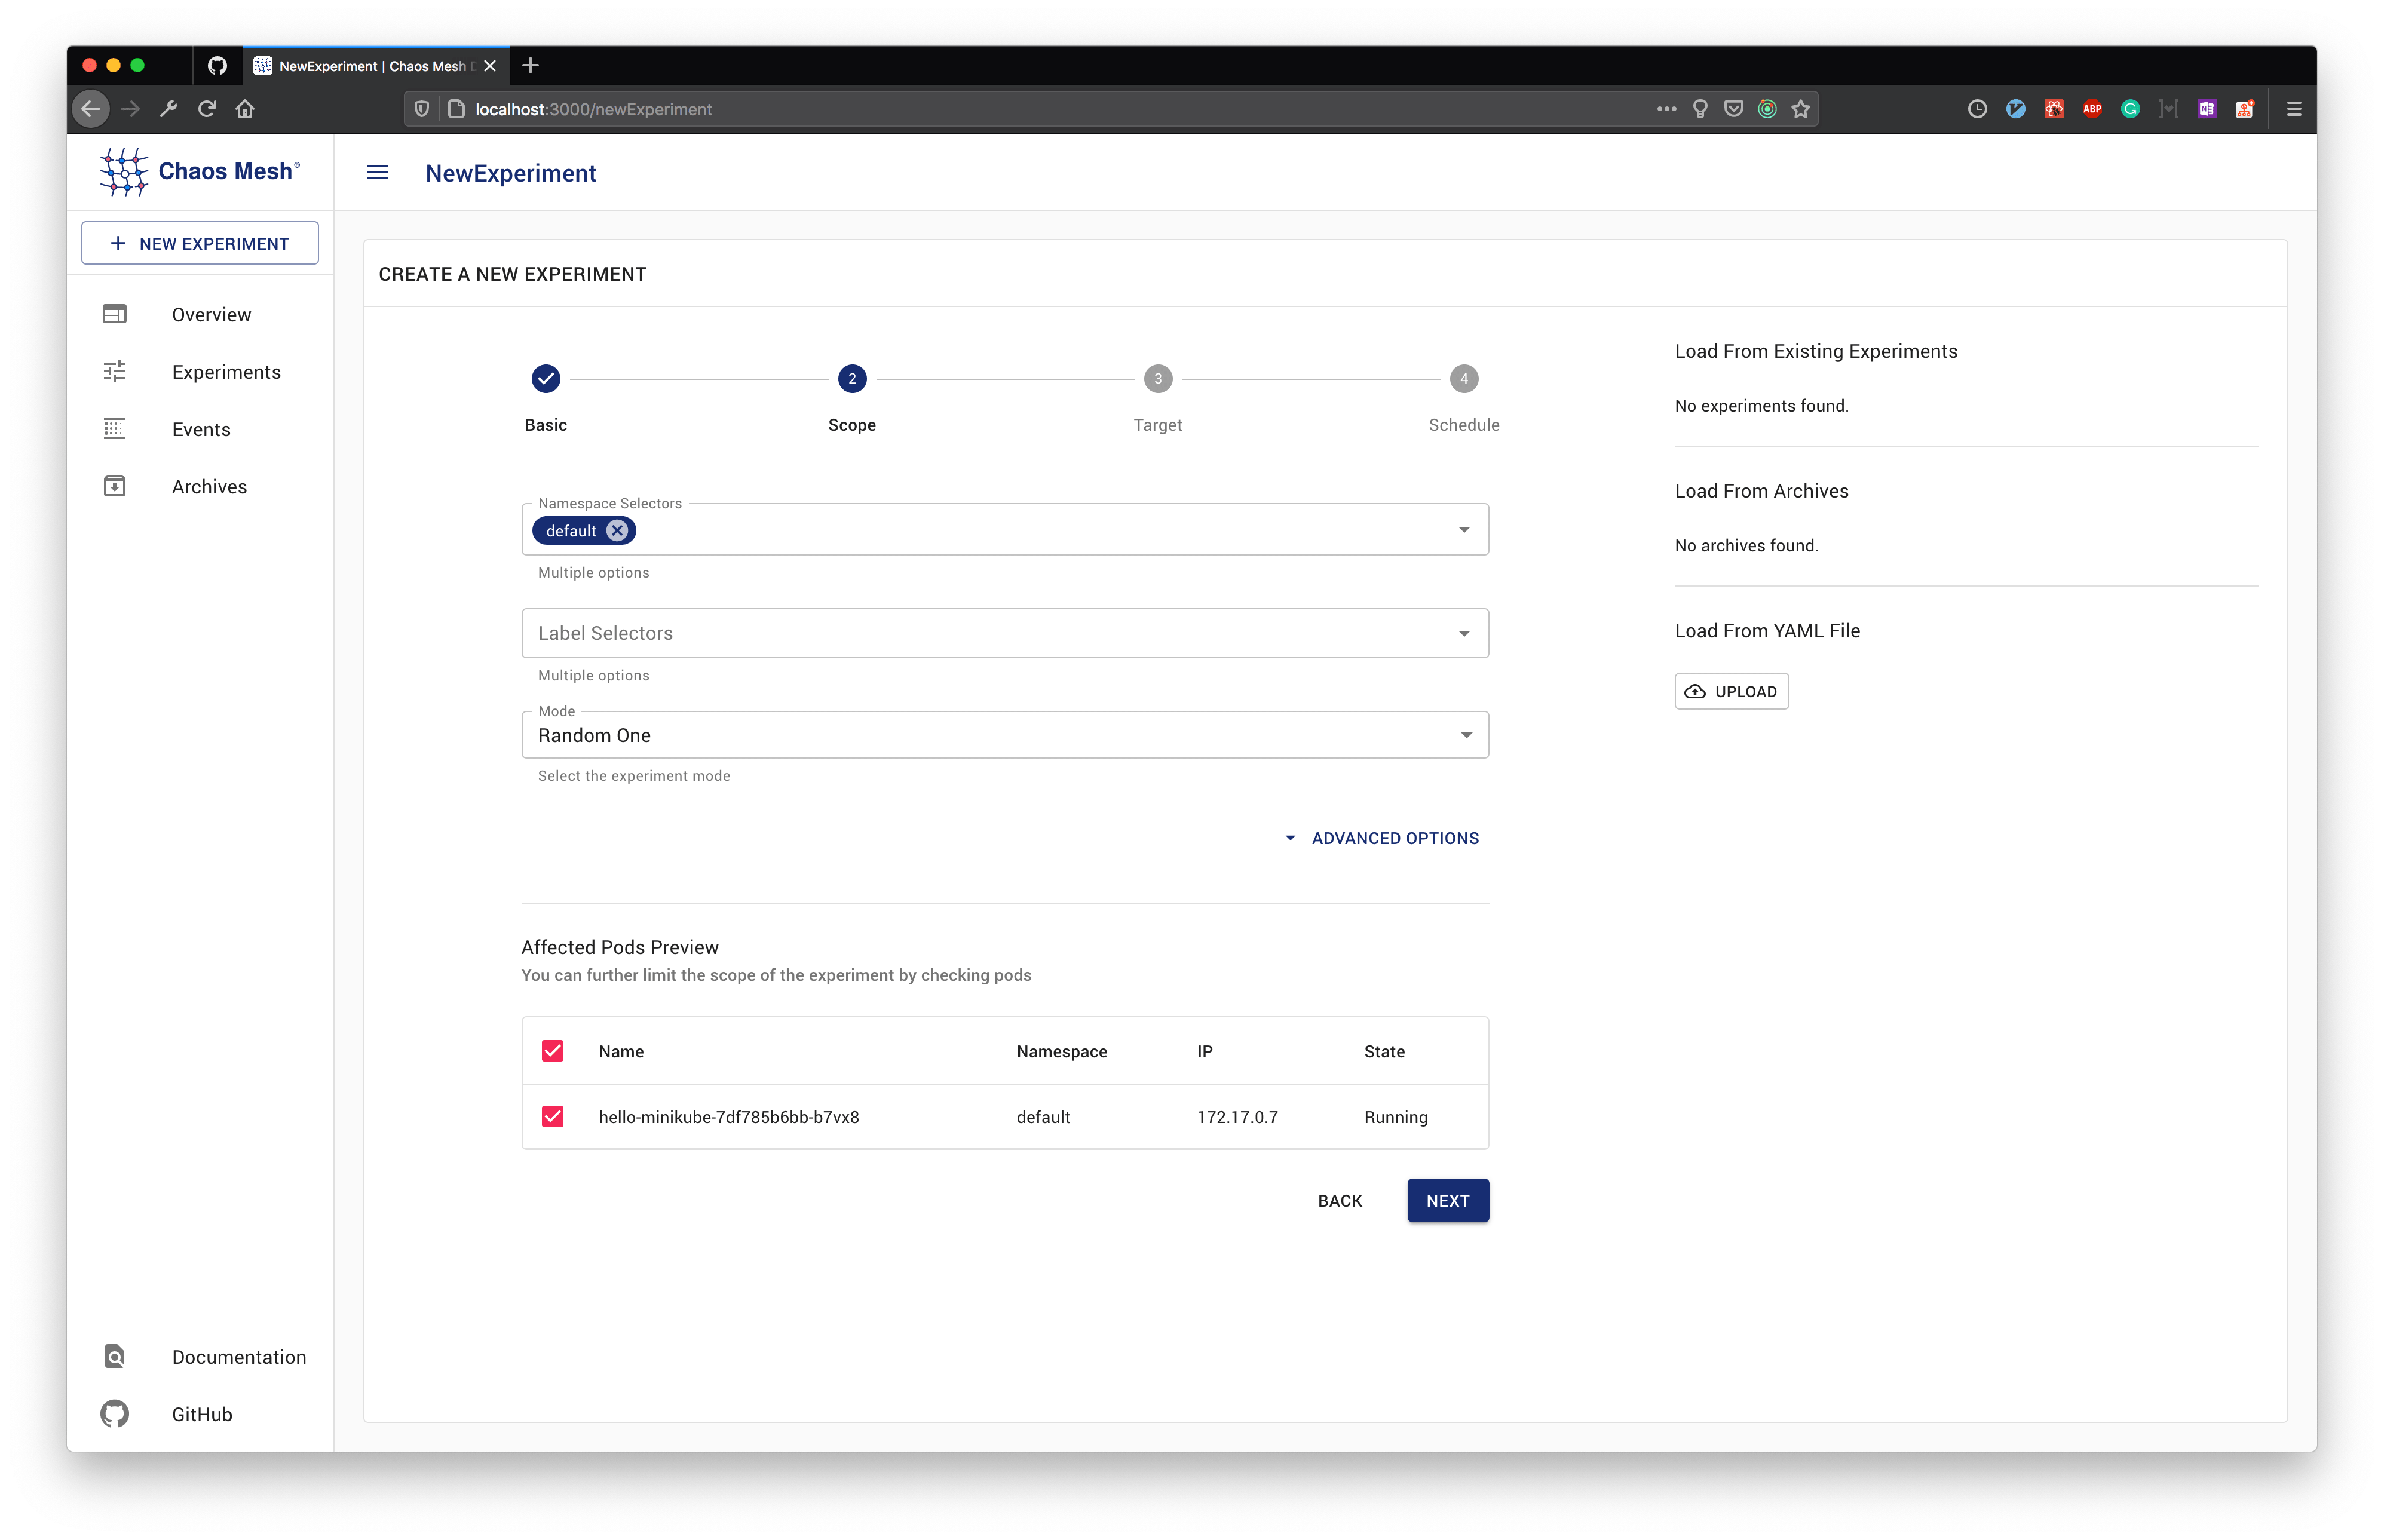 NewExperiment | Chaos Mesh
localhost:3000/newExperiment
ABP
Chaos Mesh®
NewExperiment
NEW EXPERIMENT
Overview
Experiments
Events
Archives
Documentation
GitHub
CREATE A NEW EXPERIMENT
2
3
4
Basic
Scope
Target
Schedule
Namespace Selectors
default
Multiple options
Label Selectors
Multiple options
Mode
Random One
Select the experiment mode
ADVANCED OPTIONS
Affected Pods Preview
You can further limit the scope of the experiment by checking pods
Name Namespace IP State
hello-minikube-7df785b6bb-b7vx8 default 172.17.0.7 Running
BACK
NEXT
Load From Existing Experiments
No experiments found.
Load From Archives
No archives found.
Load From YAML File
UPLOAD